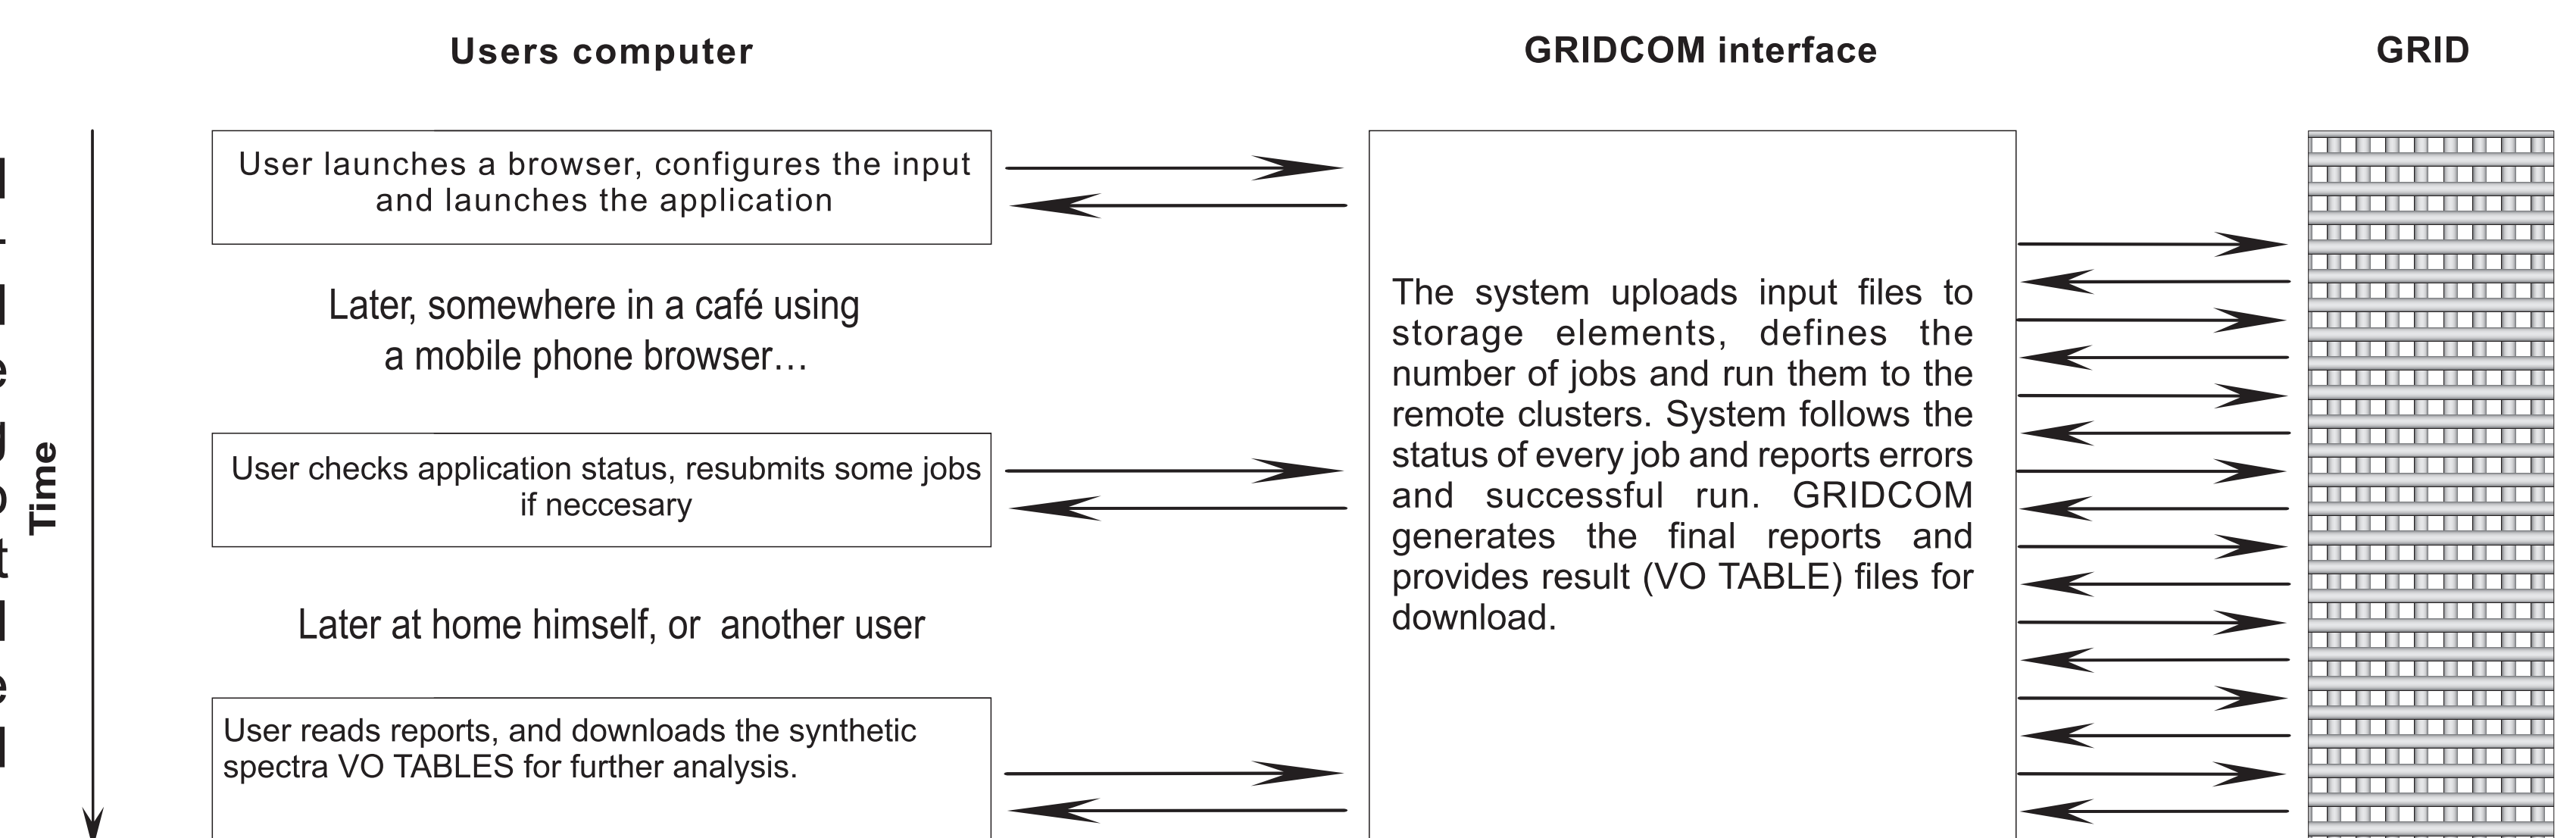 Users computer
GRIDCOM interface
GRID
Time
User launches a browser, configures the input
and launches the application
Later, somewhere in a café using
a mobile phone browser…
User checks application status, resubmits some jobs
if neccesary
Later at home himself, or another user
User reads reports, and downloads the synthetic
spectra VO TABLES for further analysis.
The system uploads input files to
storage elements, defines the
number of jobs and run them to the
remote clusters. System follows the
status of every job and reports errors
and successful run. GRIDCOM
generates the final reports and
provides result (VO TABLE) files for
download.